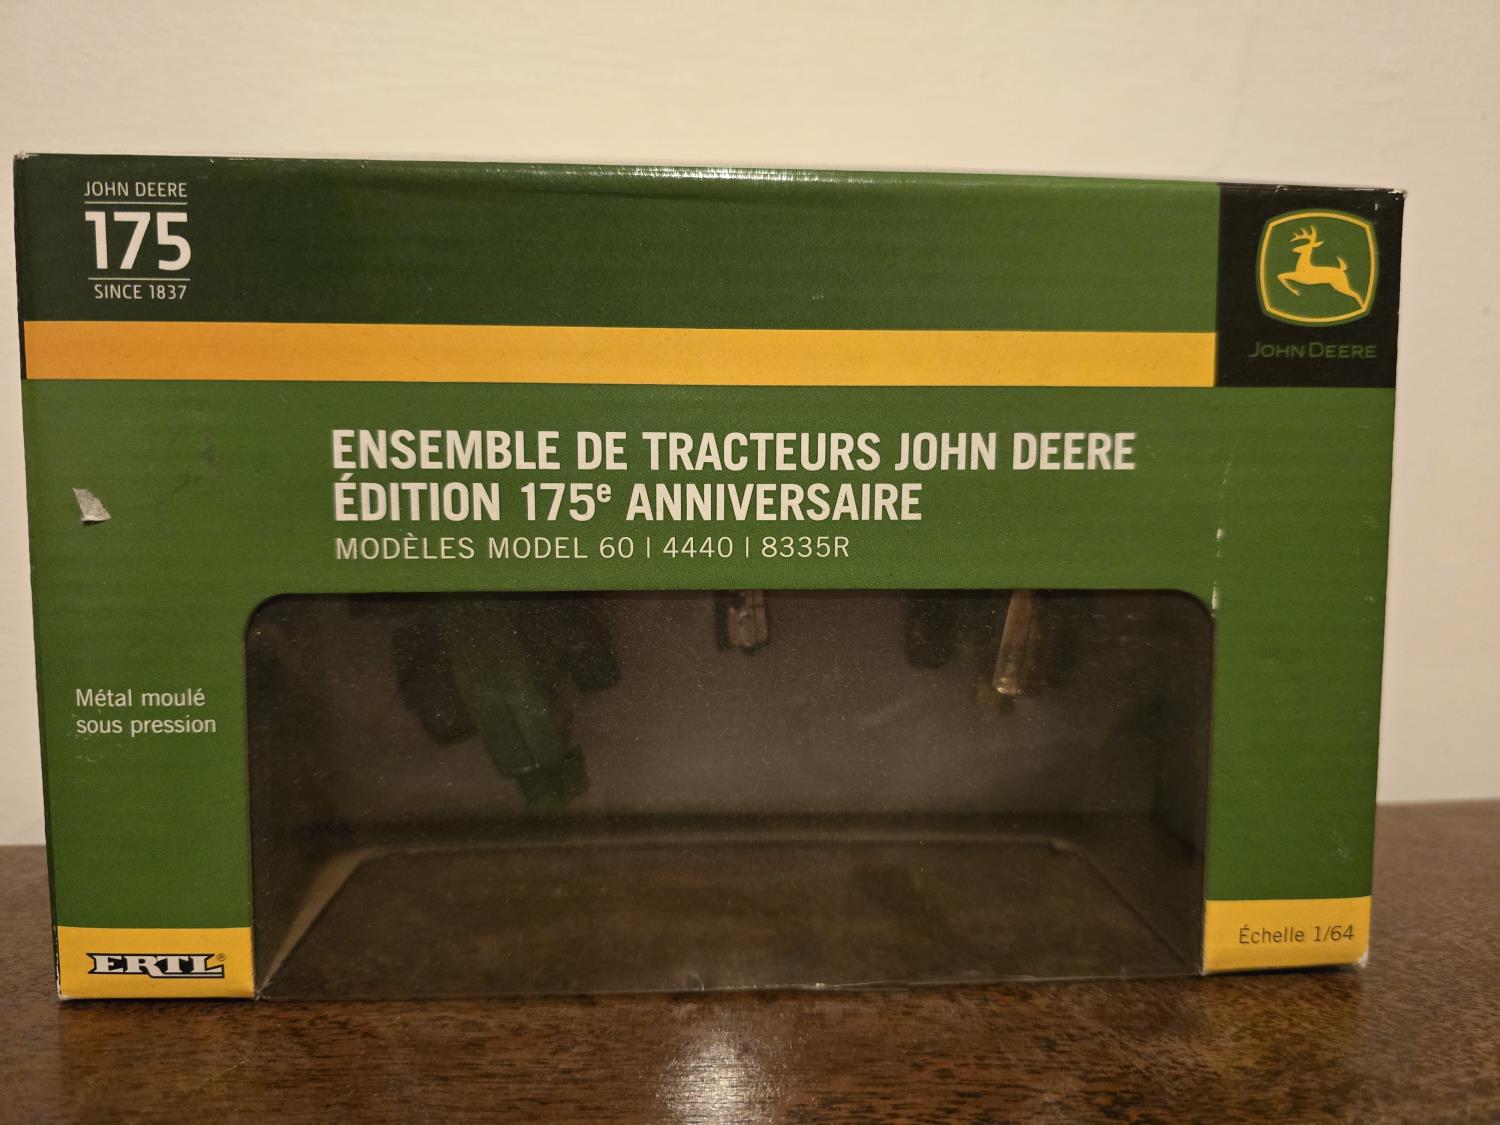 JOHN DEERE
175
SINCE 1837
JOHN DEERE
ENSEMBLE DE TRACTEURS JOHN DEERE
ÉDITION 175e ANNIVERSAIRE
MODÈLES MODEL 60 | 4440 | 8335R
Métal moulé
sous pression
ERTL®
Échelle 1/64